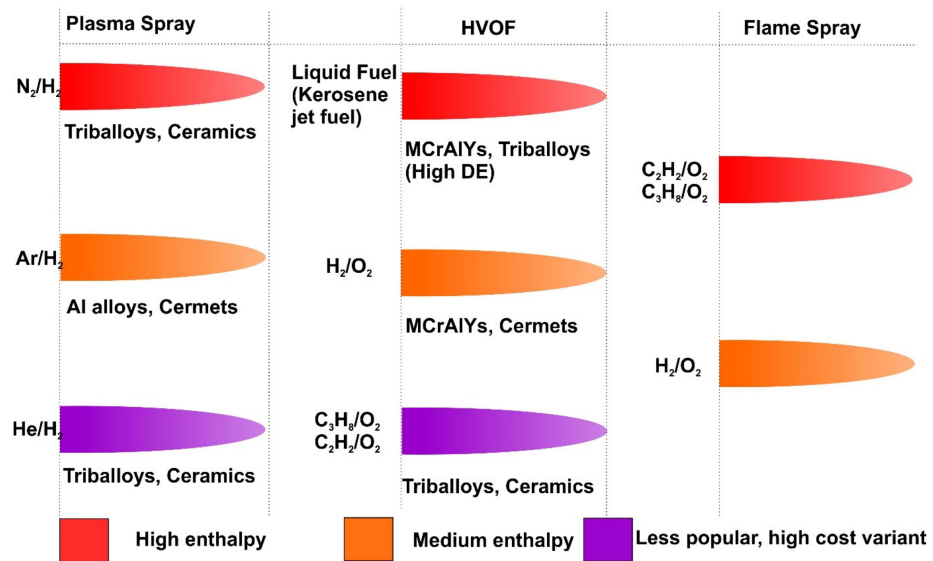 Plasma Spray
HVOF
Flame Spray
N₂/H₂
Triballoys, Ceramics
Liquid Fuel
(Kerosene
jet fuel)
MCrAlYs, Triballoys
(High DE)
C₂H₂/O₂
C₃H₈/O₂
Ar/H₂
Al alloys, Cermets
H₂/O₂
MCrAlYs, Cermets
H₂/O₂
He/H₂
Triballoys, Ceramics
C₃H₈/O₂
C₂H₂/O₂
Triballoys, Ceramics
High enthalpy
Medium enthalpy
Less popular, high cost variant